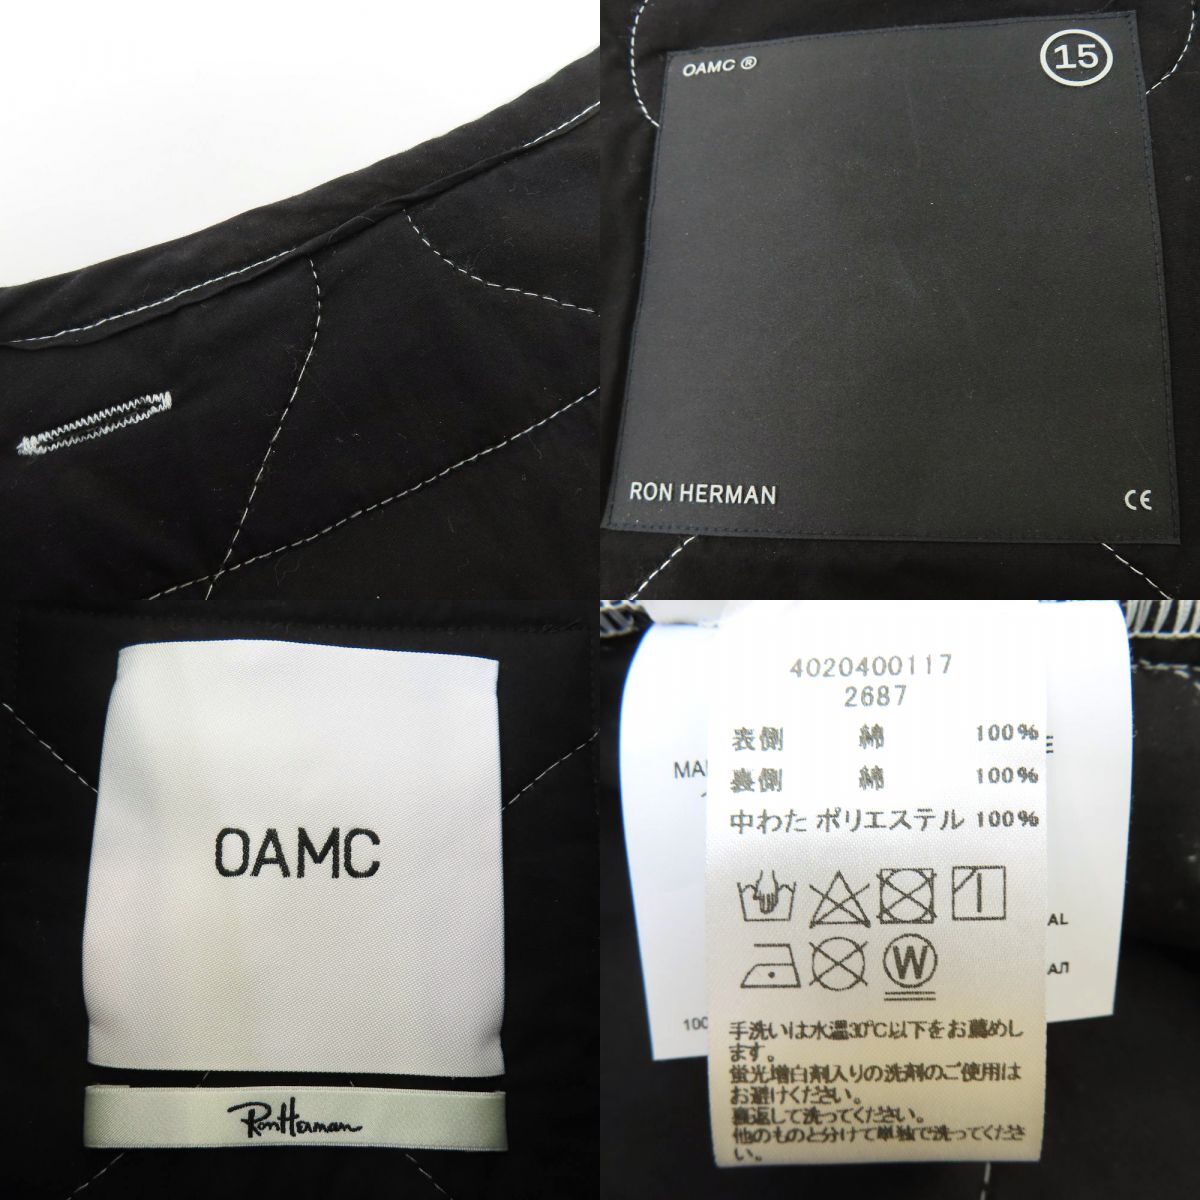 OAMC ®
15
RON HERMAN
CE
OAMC
Ron Herman
4020400117
2687
表側 綿 100%
裏側 綿 100%
中わた ポリエステル 100%
W
手洗いは水温30℃以下をお薦めし
ます。
蛍光増白剤入りの洗剤のご使用は
お避けください。
裏返して洗ってください。
他のものと分けて単独で洗ってくださ
い。
MA
E
AL
АЛ
100